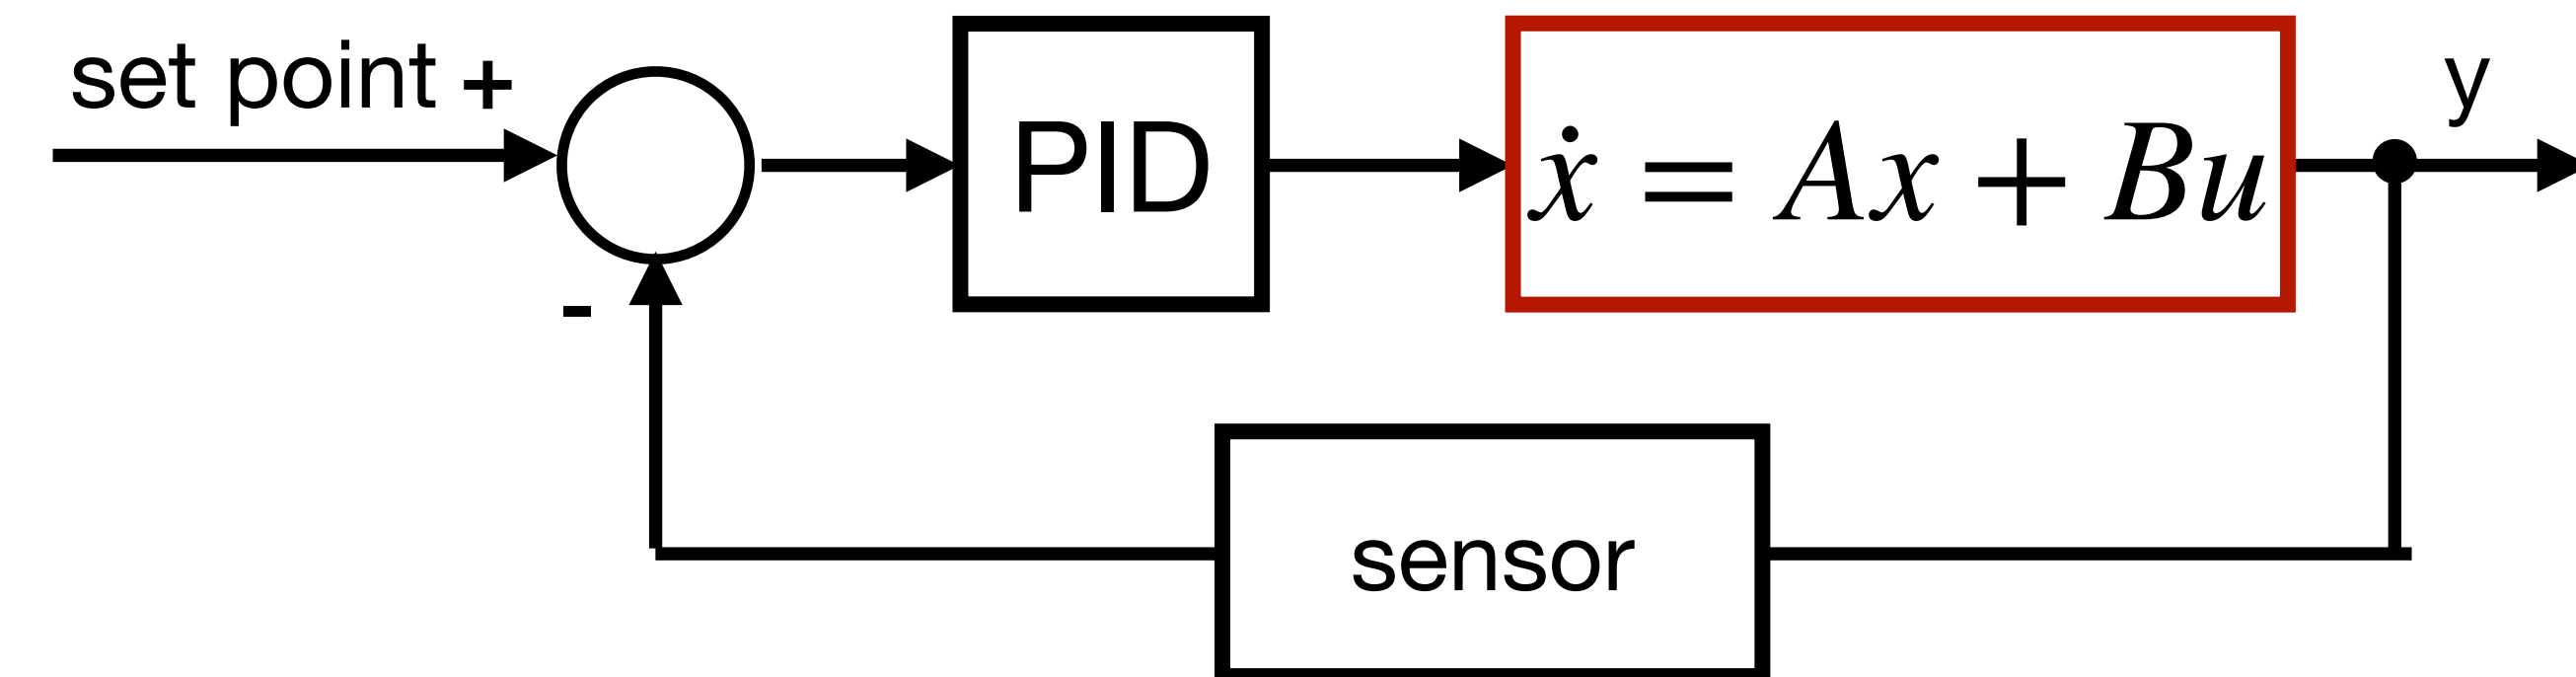 set point +
PID
ẋ = Ax + Bu
y
-
sensor